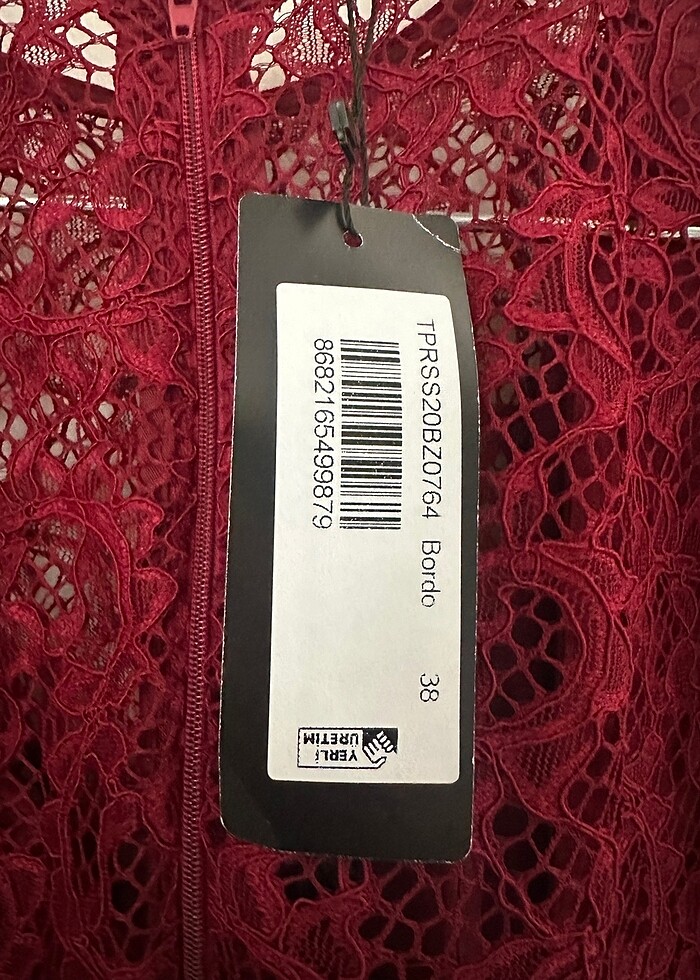 TPRSS20BZ0764 Bordo 38
8682165499879
YERLİ
ÜRETİM